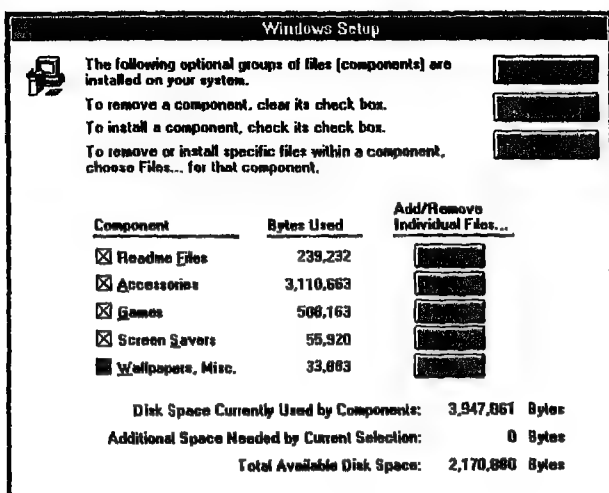 Windows Setup
The following optional groups of files (components) are
installed on your system.
To remove a component, clear its check box.
To install a component, check its check box.
To remove or install specific files within a component,
choose Files... for that component.
Component Bytes Used Add/Remove Individual Files...
Readme Files 239,232
Accessories 3,110,663
Games 508,163
Screen Savers 55,920
Wallpapers, Misc. 33,883
Disk Space Currently Used by Components: 3,947,861 Bytes
Additional Space Needed by Current Selection: 0 Bytes
Total Available Disk Space: 2,170,880 Bytes